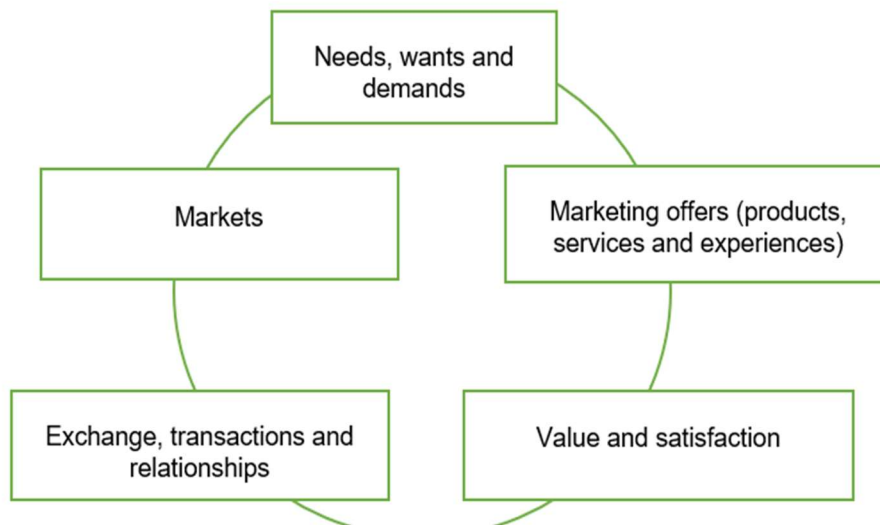 Needs, wants and
demands
Markets
Marketing offers (products,
services and experiences)
Exchange, transactions and
relationships
Value and satisfaction